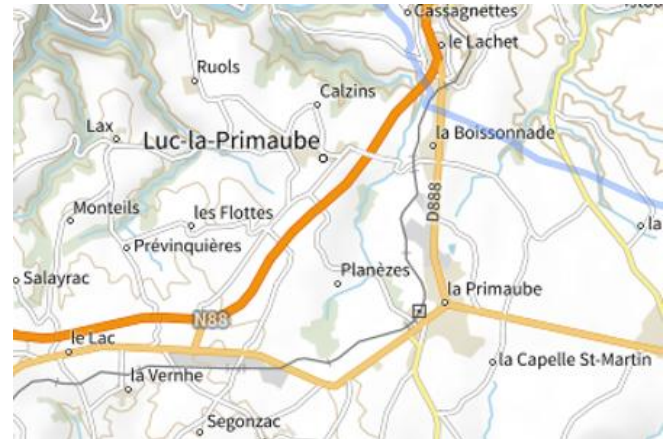 Cassagnettes
le Lachet
Ruols
Calzins
Lax
la Boissonnade
Luc-la-Primaube
D888
Monteils
les Flottes
la
Prévinquières
Salayrac
Planèzes
la Primaube
N88
le Lac
la Capelle St-Martin
la Vernhe
Segonzac